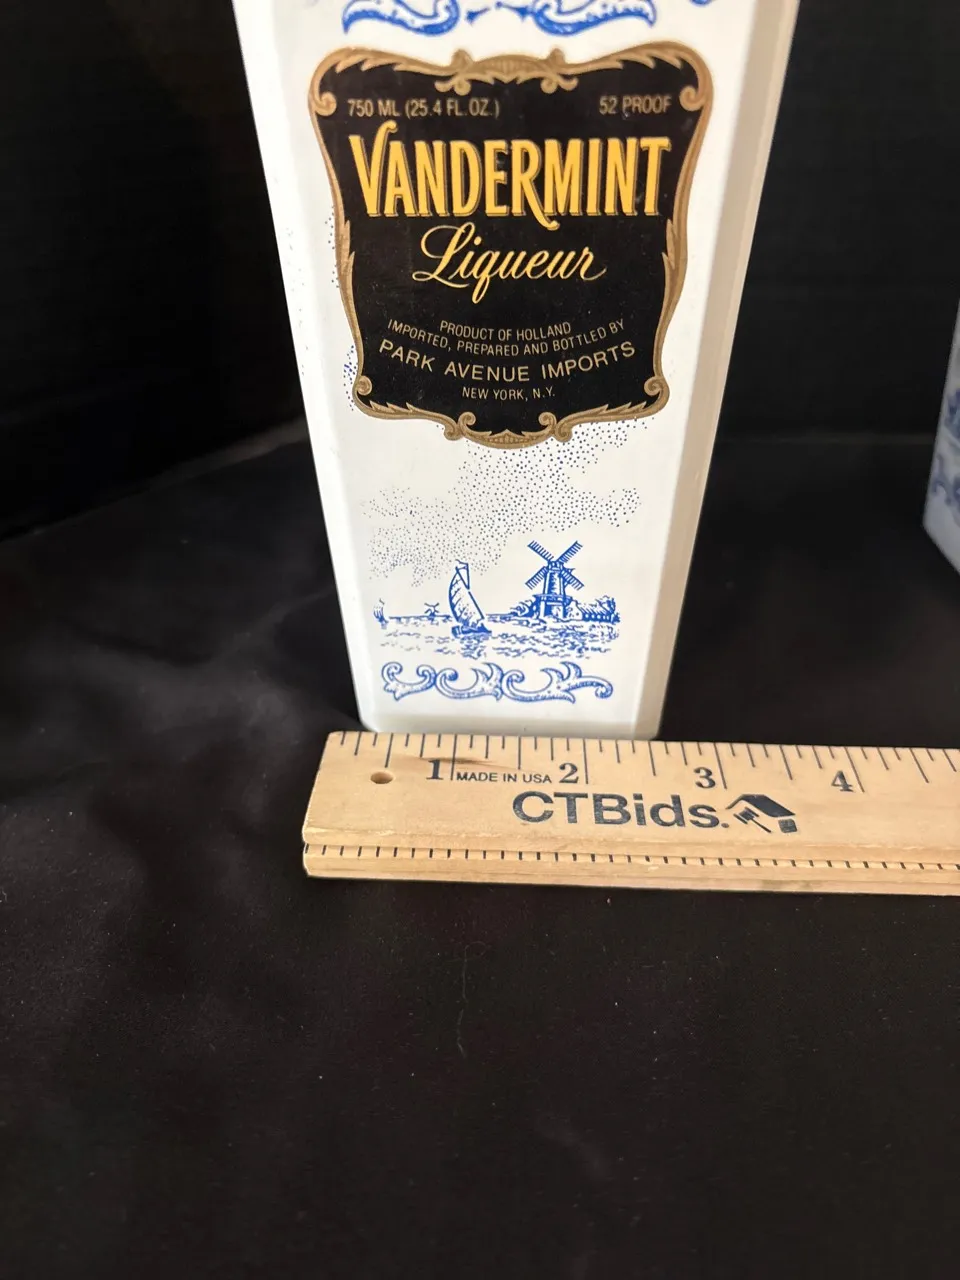 750 ML (25.4 FL.OZ.) 52 PROOF
VANDERMINT
Liqueur
PRODUCT OF HOLLAND
IMPORTED, PREPARED AND BOTTLED BY
PARK AVENUE IMPORTS
NEW YORK, N.Y.
1 MADE IN USA 2 3 4
CTBids.